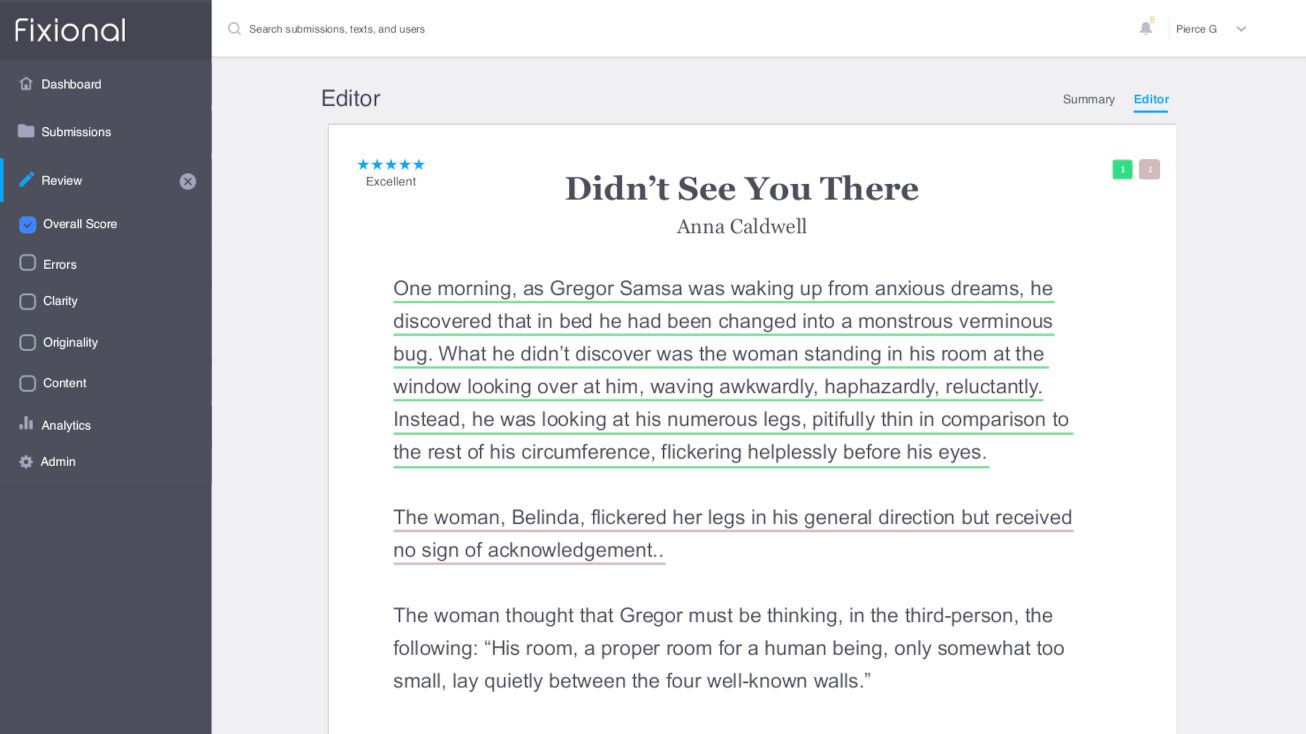 Fixional
Search submissions, texts, and users
8
Pierce G
Dashboard
Submissions
Review
Overall Score
Errors
Clarity
Originality
Content
Analytics
Admin
Editor
Summary
Editor
★★★★★
Excellent
1
1
Didn’t See You There
Anna Caldwell
One morning, as Gregor Samsa was waking up from anxious dreams, he
discovered that in bed he had been changed into a monstrous verminous
bug. What he didn’t discover was the woman standing in his room at the
window looking over at him, waving awkwardly, haphazardly, reluctantly.
Instead, he was looking at his numerous legs, pitifully thin in comparison to
the rest of his circumference, flickering helplessly before his eyes.
The woman, Belinda, flickered her legs in his general direction but received
no sign of acknowledgement..
The woman thought that Gregor must be thinking, in the third-person, the
following: “His room, a proper room for a human being, only somewhat too
small, lay quietly between the four well-known walls.”